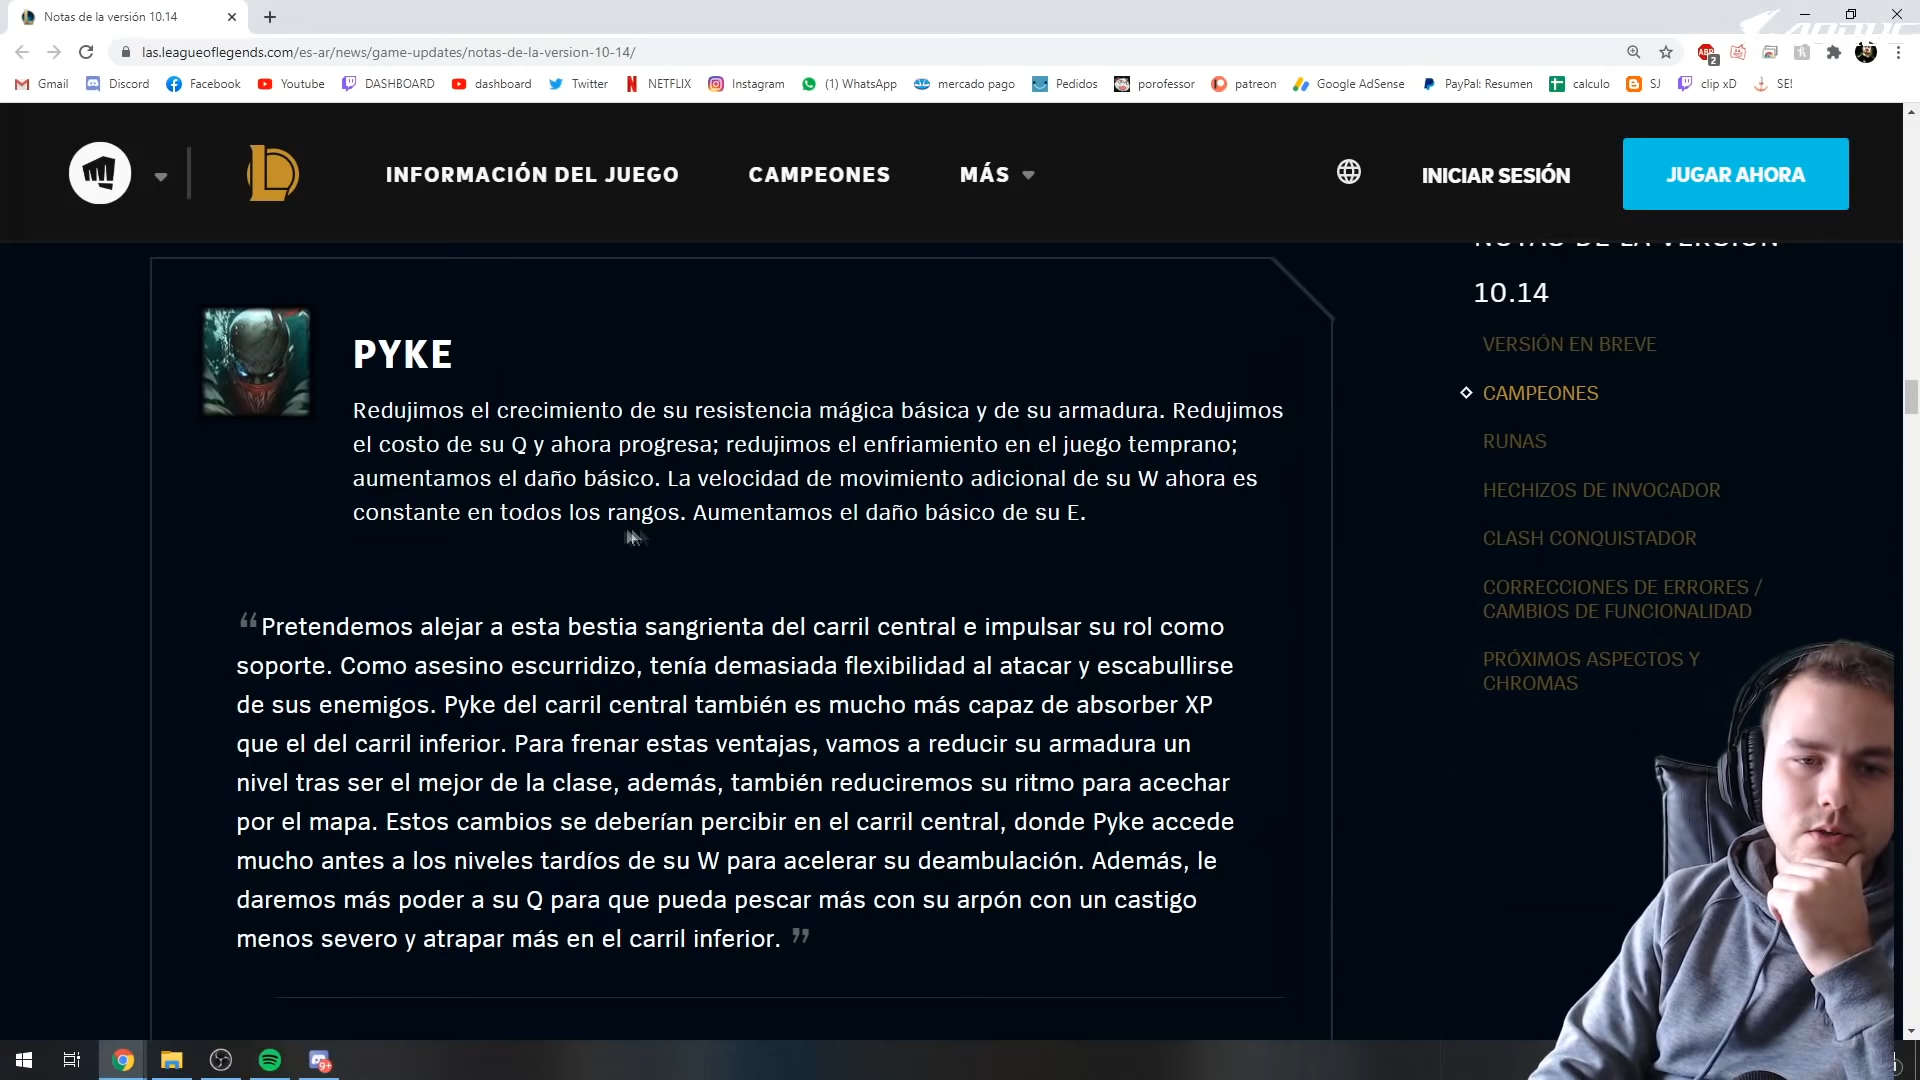 Notas de la versión 10.14
las.leagueoflegends.com/es-ar/news/game-updates/notas-de-la-version-10-14/
ABP
2
Gmail
Discord
Facebook
Youtube
DASHBOARD
dashboard
Twitter
NETFLIX
Instagram
(1) WhatsApp
mercado pago
Pedidos
porofessor
patreon
Google AdSense
PayPal: Resumen
calculo
SJ
clip xD
SE!
INFORMACIÓN DEL JUEGO
CAMPEONES
MÁS
INICIAR SESIÓN
JUGAR AHORA
PYKE
Redujimos el crecimiento de su resistencia mágica básica y de su armadura. Redujimos
el costo de su Q y ahora progresa; redujimos el enfriamiento en el juego temprano;
aumentamos el daño básico. La velocidad de movimiento adicional de su W ahora es
constante en todos los rangos. Aumentamos el daño básico de su E.
“Pretendemos alejar a esta bestia sangrienta del carril central e impulsar su rol como
soporte. Como asesino escurridizo, tenía demasiada flexibilidad al atacar y escabullirse
de sus enemigos. Pyke del carril central también es mucho más capaz de absorber XP
que el del carril inferior. Para frenar estas ventajas, vamos a reducir su armadura un
nivel tras ser el mejor de la clase, además, también reduciremos su ritmo para acechar
por el mapa. Estos cambios se deberían percibir en el carril central, donde Pyke accede
mucho antes a los niveles tardíos de su W para acelerar su deambulación. Además, le
daremos más poder a su Q para que pueda pescar más con su arpón con un castigo
menos severo y atrapar más en el carril inferior. ”
NOTAS DE LA VERSIÓN
10.14
VERSIÓN EN BREVE
CAMPEONES
RUNAS
HECHIZOS DE INVOCADOR
CLASH CONQUISTADOR
CORRECCIONES DE ERRORES /
CAMBIOS DE FUNCIONALIDAD
PRÓXIMOS ASPECTOS Y
CHROMAS
9+